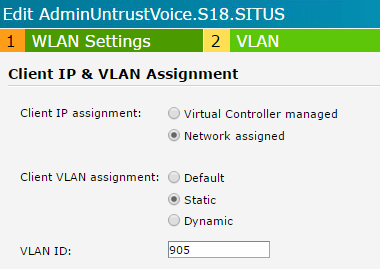 Edit AdminUntrustVoice.S18.SITUS
1 WLAN Settings 2 VLAN
Client IP & VLAN Assignment
Client IP assignment: Virtual Controller managed
Network assigned
Client VLAN assignment: Default
Static
Dynamic
VLAN ID: 905